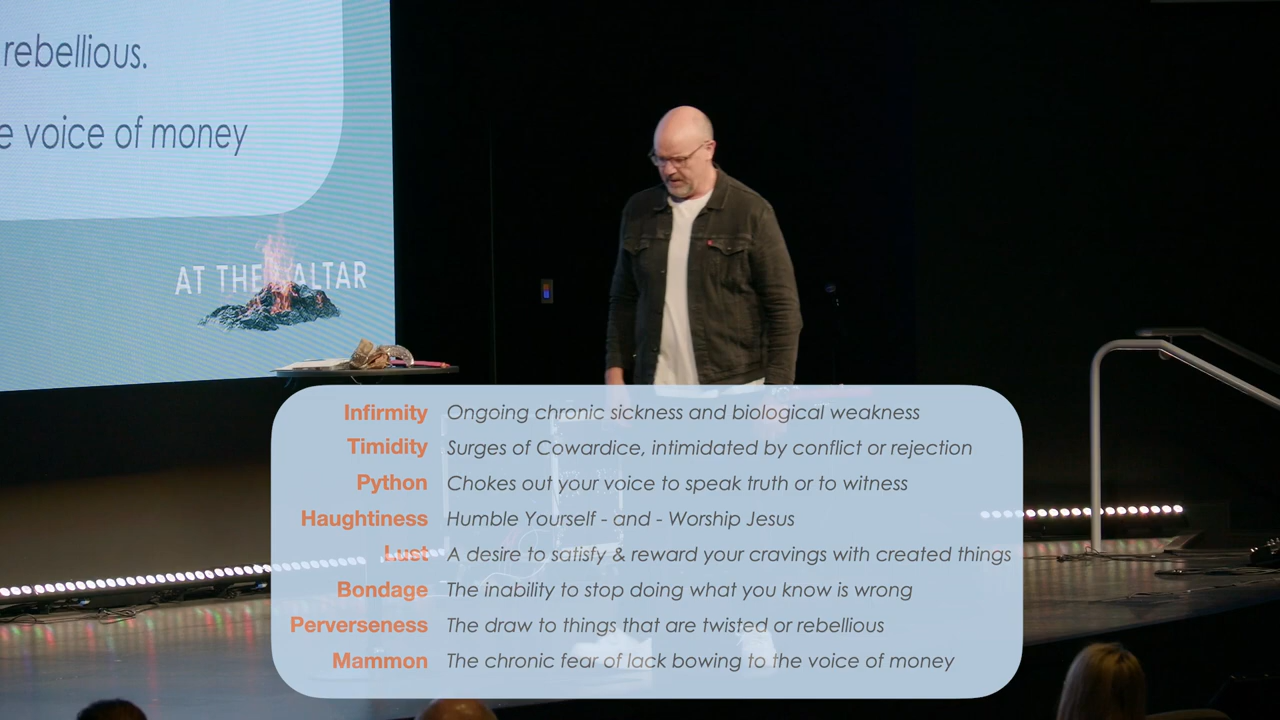 rebellious.
e voice of money
AT THE ALTAR
Infirmity Ongoing chronic sickness and biological weakness
Timidity Surges of Cowardice, intimidated by conflict or rejection
Python Chokes out your voice to speak truth or to witness
Haughtiness Humble Yourself - and - Worship Jesus
Lust A desire to satisfy & reward your cravings with created things
Bondage The inability to stop doing what you know is wrong
Perverseness The draw to things that are twisted or rebellious
Mammon The chronic fear of lack bowing to the voice of money